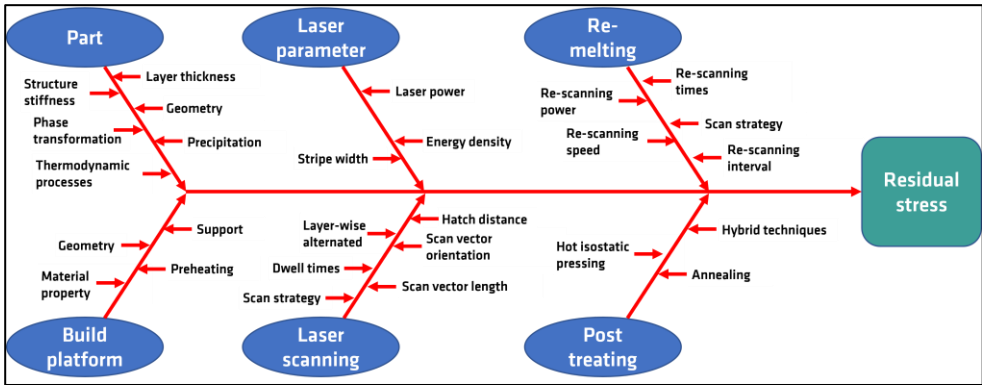 Part
Laser
parameter
Re-
melting
Layer thickness
Structure
stiffness
Geometry
Phase
transformation
Precipitation
Thermodynamic
processes
Laser power
Energy density
Stripe width
Re-scanning
times
Re-scanning
power
Scan strategy
Re-scanning
speed
Re-scanning
interval
Residual
stress
Support
Geometry
Preheating
Material
property
Hatch distance
Layer-wise
alternated
Scan vector
orientation
Dwell times
Scan vector length
Scan strategy
Hybrid techniques
Hot isostatic
pressing
Annealing
Build
platform
Laser
scanning
Post
treating